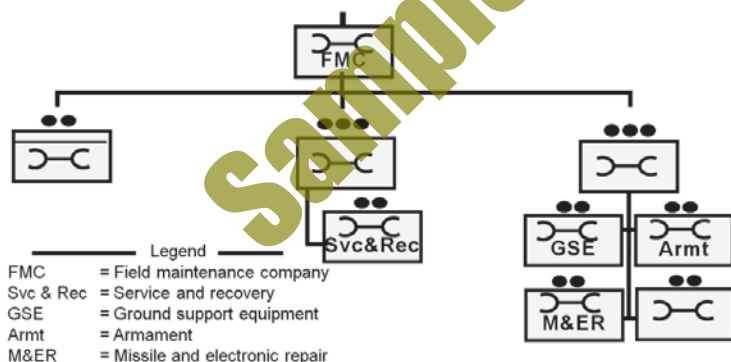 FMC
Svc&Rec
GSE
Armt
M&ER
Sample
Legend
FMC = Field maintenance company
Svc & Rec = Service and recovery
GSE = Ground support equipment
Armt = Armament
M&ER = Missile and electronic repair